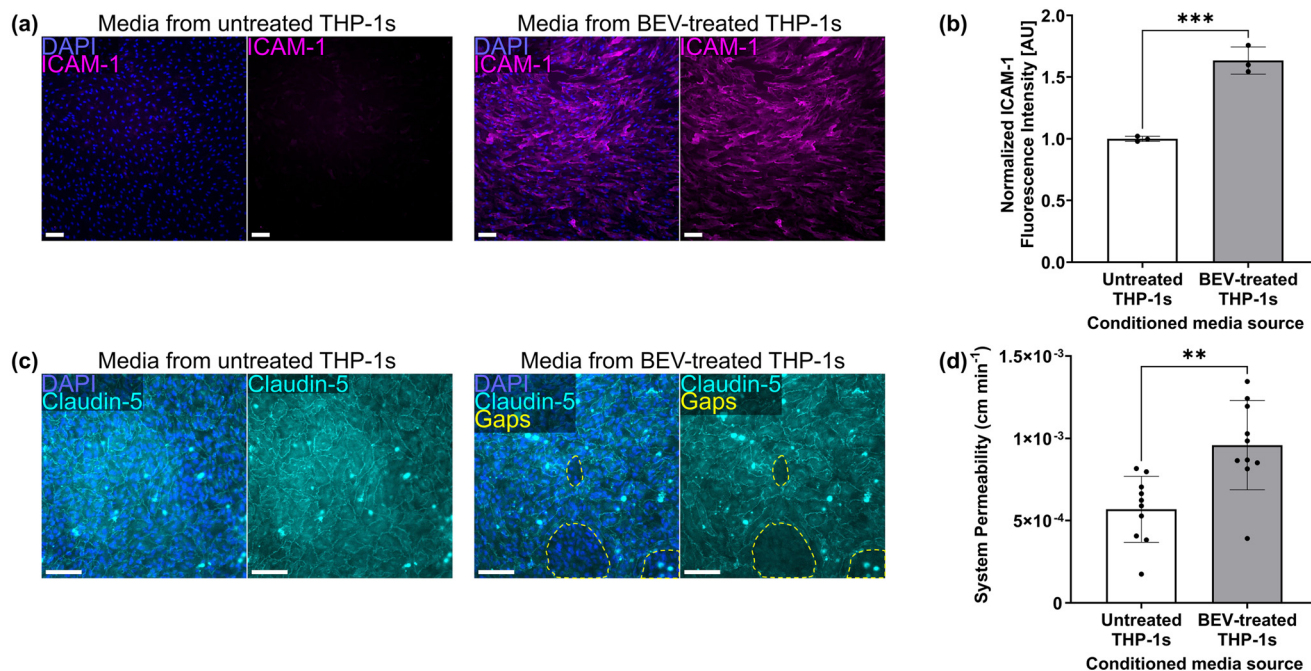 (a)
Media from untreated THP-1s
DAPI
ICAM-1
ICAM-1
Media from BEV-treated THP-1s
DAPI
ICAM-1
ICAM-1
(b)
Normalized ICAM-1
Fluorescence Intensity [AU]
2.0
1.5
1.0
0.5
0.0
***
Untreated
THP-1s
BEV-treated
THP-1s
Conditioned media source
(c)
Media from untreated THP-1s
DAPI
Claudin-5
Claudin-5
Media from BEV-treated THP-1s
DAPI
Claudin-5
Gaps
Claudin-5
Gaps
(d)
System Permeability (cm min⁻¹)
1.5×10⁻³
1×10⁻³
5×10⁻⁴
0
**
Untreated
THP-1s
BEV-treated
THP-1s
Conditioned media source